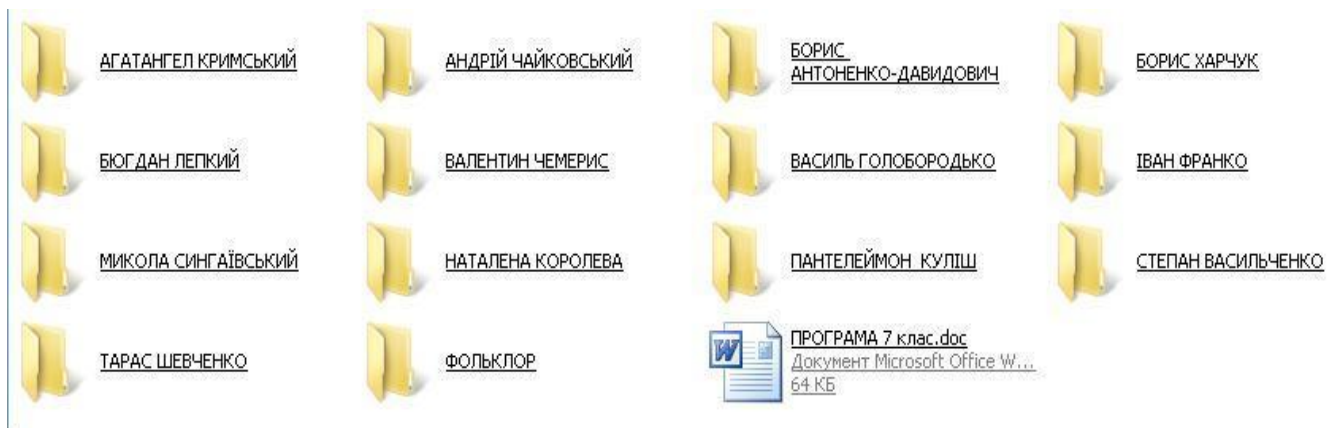 АГАТАНГЕЛ КРИМСЬКИЙ
АНДРІЙ ЧАЙКОВСЬКИЙ
БОРИС
АНТОНЕНКО-ДАВИДОВИЧ
БОРИС ХАРЧУК
БЮГДАН ЛЕПКИЙ
ВАЛЕНТИН ЧЕМЕРИС
ВАСИЛЬ ГОЛОБОРОДЬКО
ІВАН ФРАНКО
МИКОЛА СИНГАЇВСЬКИЙ
НАТАЛЕНА КОРОЛЕВА
ПАНТЕЛЕЙМОН КУЛІШ
СТЕПАН ВАСИЛЬЧЕНКО
ТАРАС ШЕВЧЕНКО
ФОЛЬКЛОР
ПРОГРАМА 7 клас.doc
Документ Microsoft Office W...
64 КБ